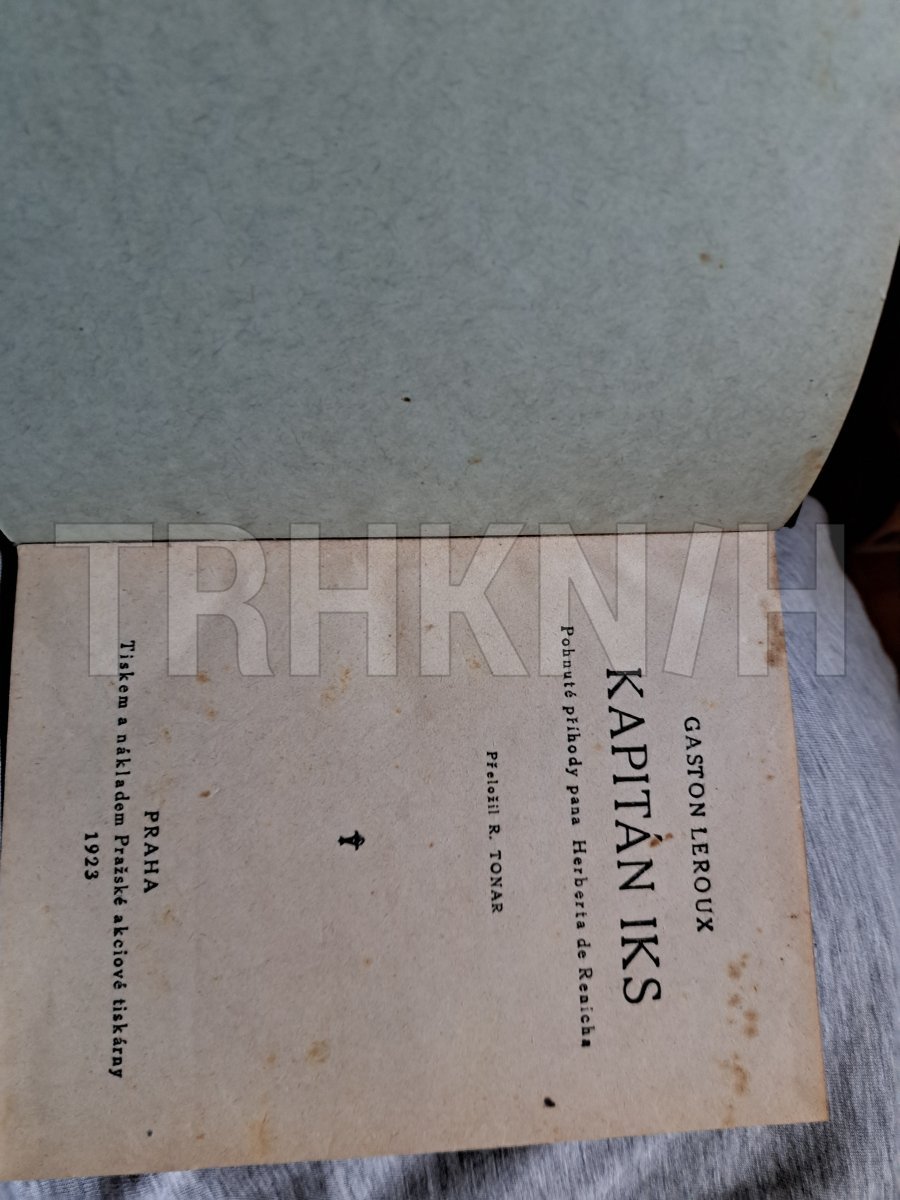 GASTON LEROUX
KAPITÁN IKS
Pohnuté příhody pana Herberta de Renicha
Přeložil R. TONAR
PRAHA
Tiskem a nákladem Pražské akciové tiskárny
1923
TRHKN/H